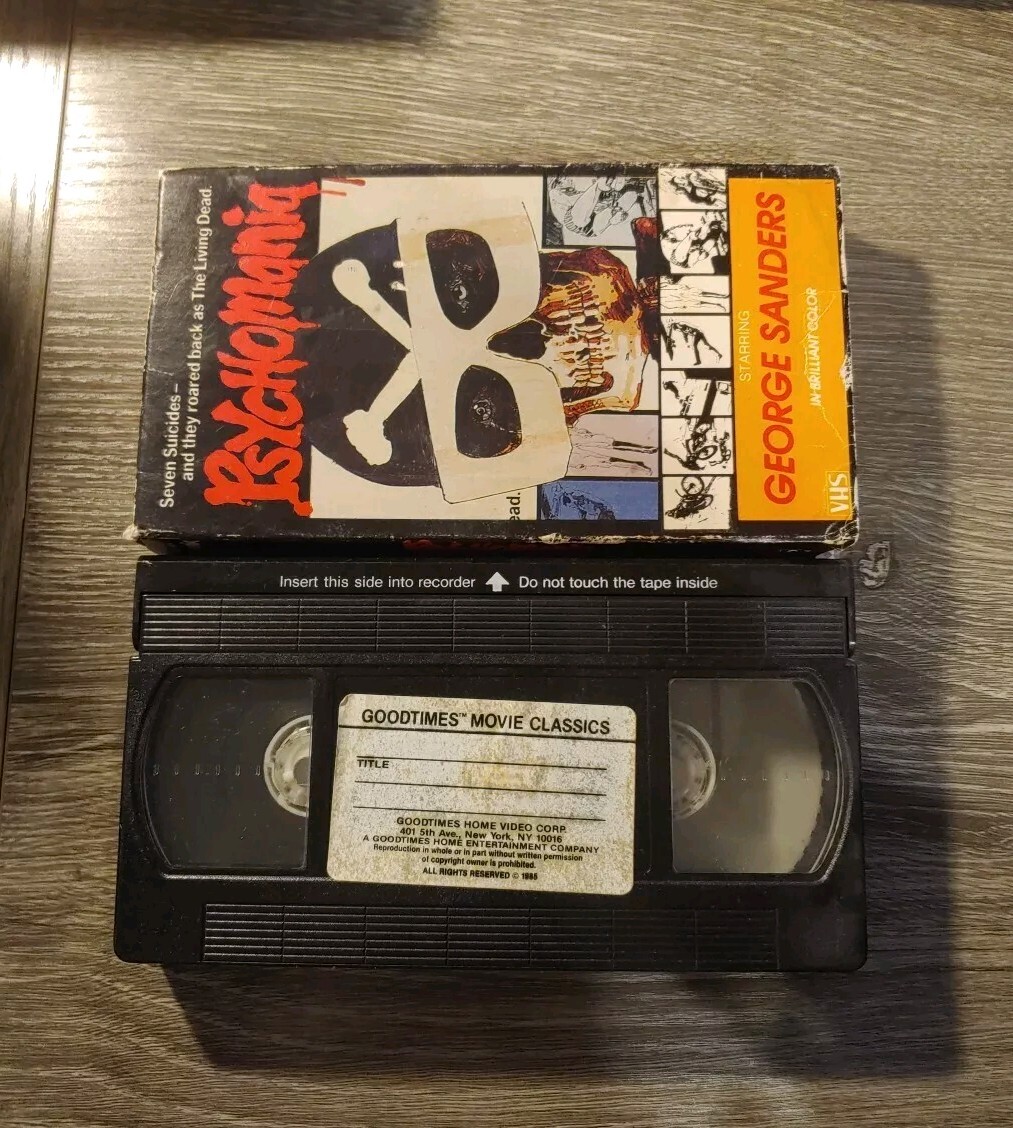 Seven Suicides –
and they roared back as The Living Dead.
PSYCHOMANIA
ead.
STARRING
GEORGE SANDERS
IN BRILLIANT COLOR
VHS
Insert this side into recorder Do not touch the tape inside
GOODTIMES™ MOVIE CLASSICS
TITLE
GOODTIMES HOME VIDEO CORP.
401 5th Ave., New York, NY 10016
A GOODTIMES HOME ENTERTAINMENT COMPANY
Reproduction in whole or in part without written permission
of copyright owner is prohibited.
ALL RIGHTS RESERVED © 1985